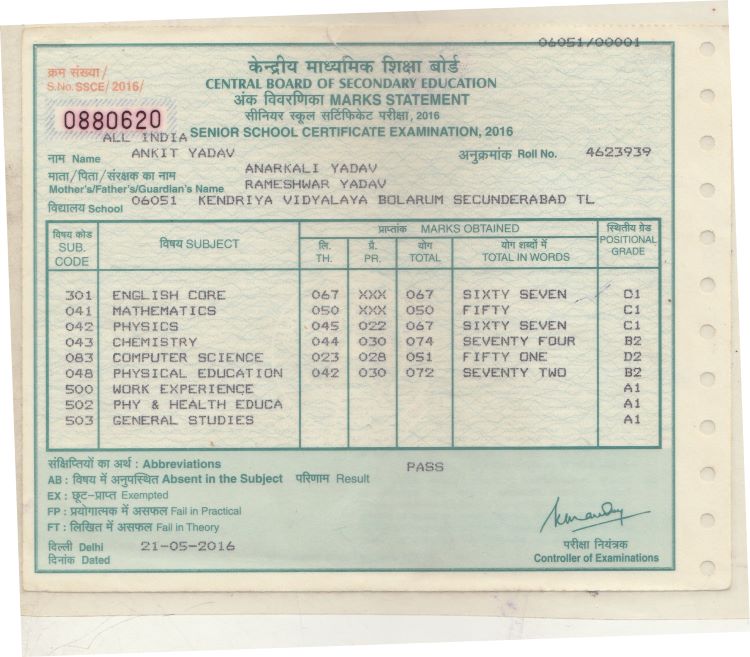 06051/00001
क्रम संख्या/
S.No. SSCE/2016/
केन्द्रीय माध्यमिक शिक्षा बोर्ड
CENTRAL BOARD OF SECONDARY EDUCATION
अंक विवरणिका MARKS STATEMENT
सीनियर स्कूल सर्टिफिकेट परीक्षा, 2016
0880620
ALL INDIA SENIOR SCHOOL CERTIFICATE EXAMINATION, 2016
नाम Name ANKIT YADAV अनुक्रमांक Roll No. 4623939
माता/पिता/संरक्षक का नाम ANARKALI YADAV
Mother's/Father's/Guardian's Name RAMESHWAR YADAV
विद्यालय School 06051 KENDRIYA VIDYALAYA BOLARUM SECUNDERABAD TL
विषय कोड SUB. CODE विषय SUBJECT प्राप्तांक MARKS OBTAINED स्थितीय ग्रेड POSITIONAL GRADE
लि. TH. प्रै. PR. योग TOTAL योग शब्दों में TOTAL IN WORDS
301 ENGLISH CORE 067 XXX 067 SIXTY SEVEN C1
041 MATHEMATICS 050 XXX 050 FIFTY C1
042 PHYSICS 045 022 067 SIXTY SEVEN C1
043 CHEMISTRY 044 030 074 SEVENTY FOUR B2
083 COMPUTER SCIENCE 023 028 051 FIFTY ONE D2
048 PHYSICAL EDUCATION 042 030 072 SEVENTY TWO B2
500 WORK EXPERIENCE A1
502 PHY & HEALTH EDUCA A1
503 GENERAL STUDIES A1
संक्षिप्तियों का अर्थ : Abbreviations
AB : विषय में अनुपस्थित Absent in the Subject परिणाम Result PASS
EX : छूट-प्राप्त Exempted
FP : प्रयोगात्मक में असफल Fail in Practical
FT : लिखित में असफल Fail in Theory
दिल्ली Delhi 21-05-2016
दिनांक Dated
परीक्षा नियंत्रक
Controller of Examinations